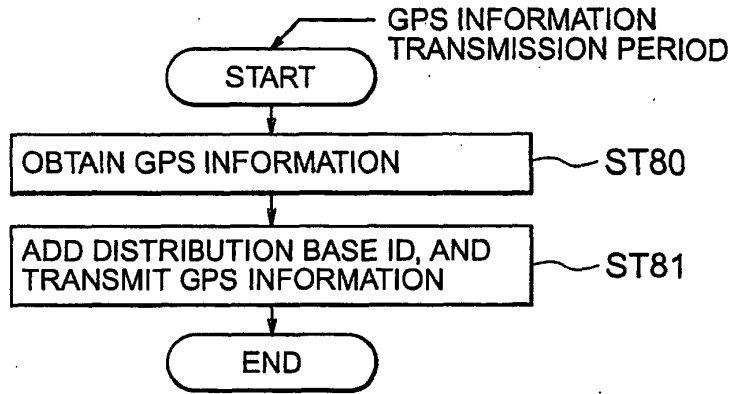 GPS INFORMATION
TRANSMISSION PERIOD
START
OBTAIN GPS INFORMATION
ST80
ADD DISTRIBUTION BASE ID, AND
TRANSMIT GPS INFORMATION
ST81
END